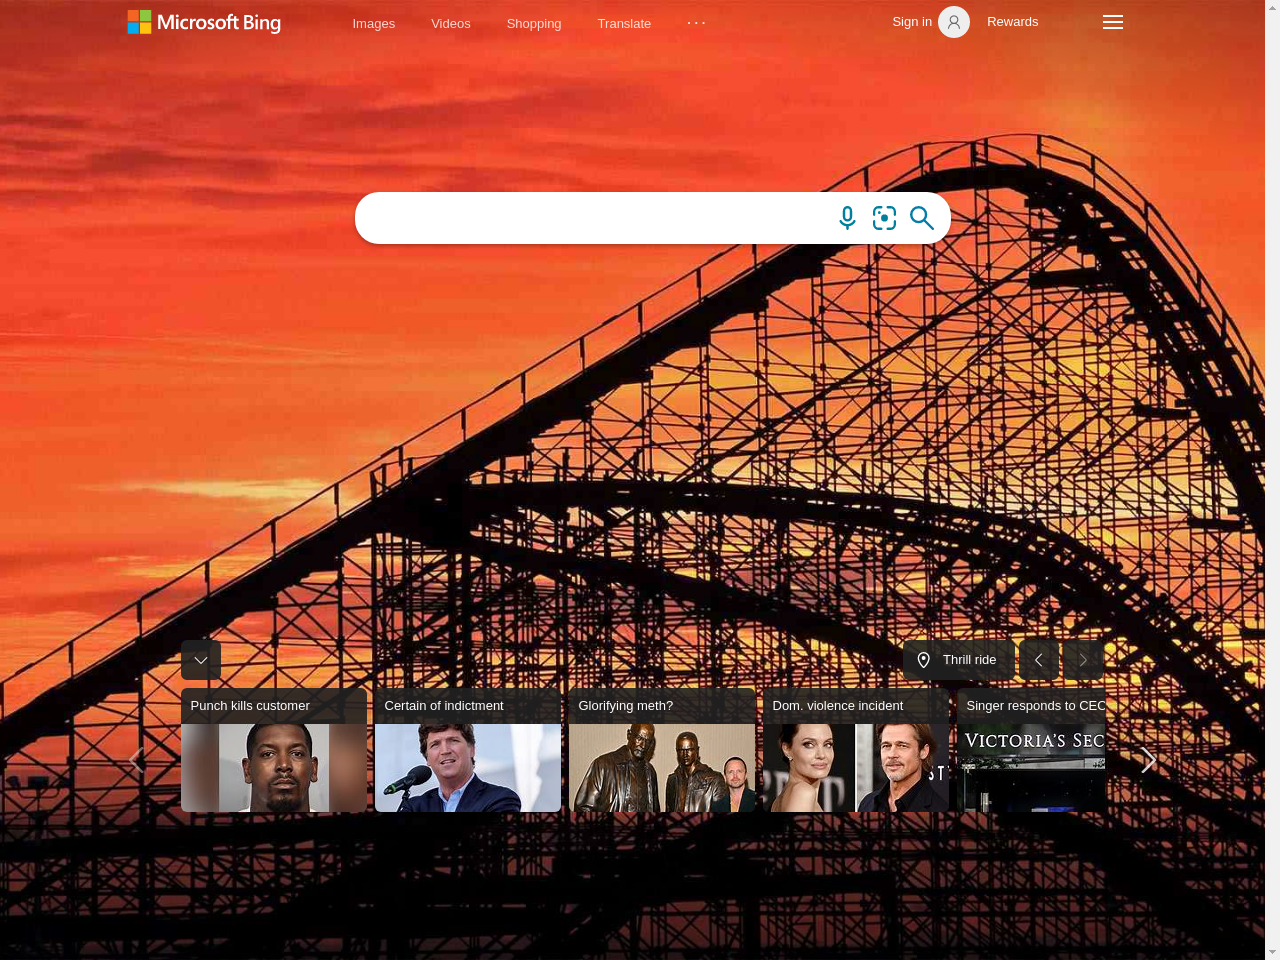 Microsoft Bing
Images
Videos
Shopping
Translate
Sign in
Rewards
Thrill ride
Punch kills customer
Certain of indictment
Glorifying meth?
Dom. violence incident
Singer responds to CEO
VICTORIA'S SEC
ST